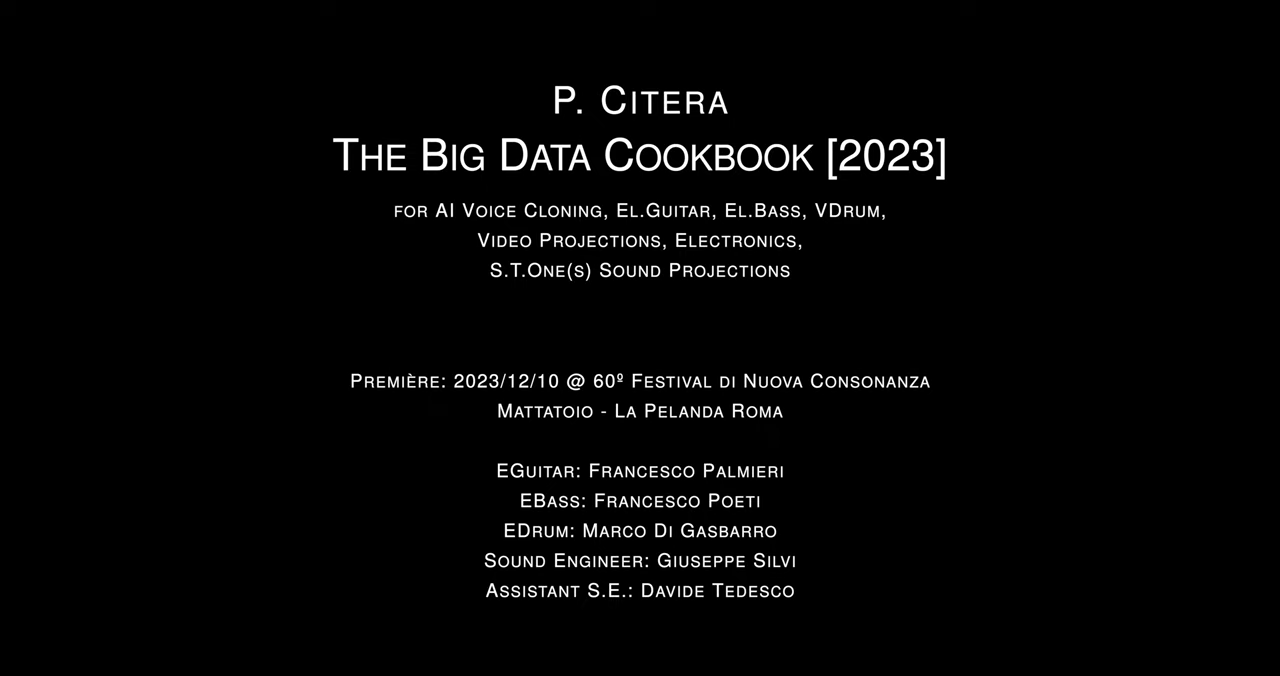 P. Citera
The Big Data Cookbook [2023]
for AI Voice Cloning, El.Guitar, El.Bass, VDrum,
Video Projections, Electronics,
S.T.One(s) Sound Projections
Première: 2023/12/10 @ 60º Festival di Nuova Consonanza
Mattatoio - La Pelanda Roma
EGuitar: Francesco Palmieri
EBass: Francesco Poeti
EDrum: Marco Di Gasbarro
Sound Engineer: Giuseppe Silvi
Assistant S.E.: Davide Tedesco